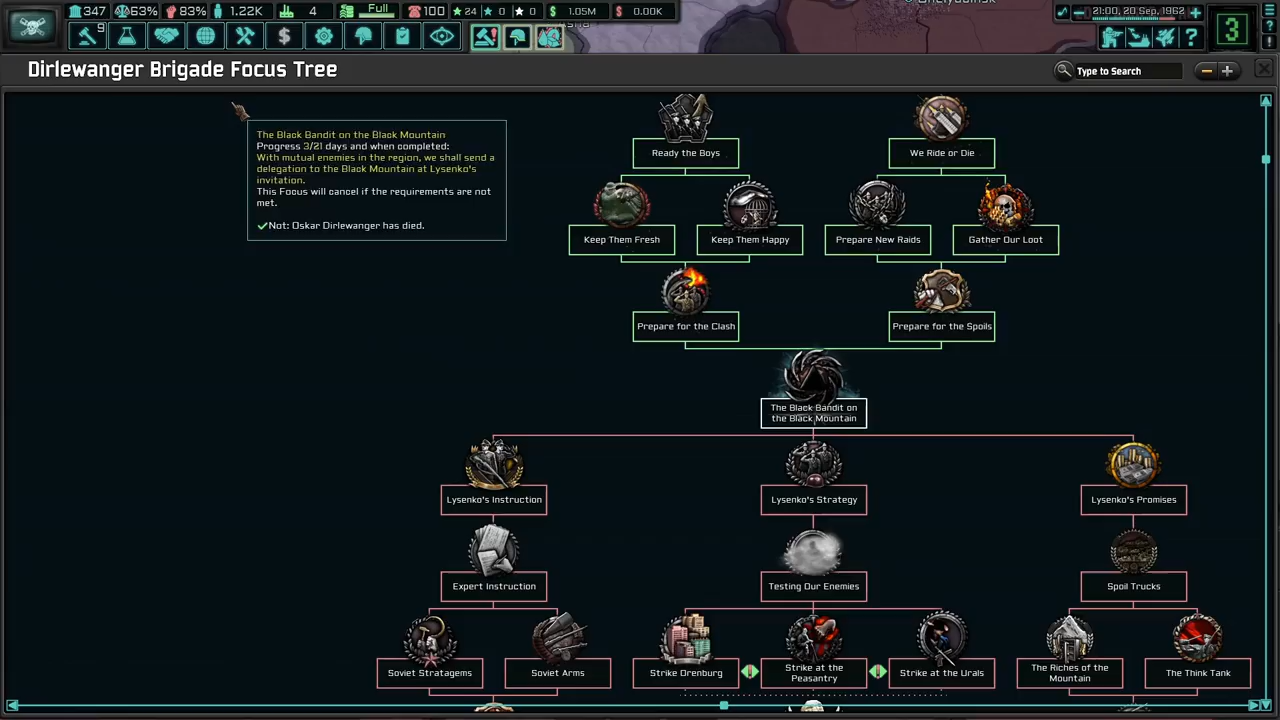 347
63%
83%
1.22K
4
Full
100
24
0
0
1.05M
0.00K
21:00, 20 Sep, 1962
3
9
Dirlewanger Brigade Focus Tree
Type to Search
The Black Bandit on the Black Mountain
Progress 3/21 days and when completed:
With mutual enemies in the region, we shall send a
delegation to the Black Mountain at Lysenko's
invitation.
This Focus will cancel if the requirements are not
met.
Not: Oskar Dirlewanger has died.
Ready the Boys
We Ride or Die
Keep Them Fresh
Keep Them Happy
Prepare New Raids
Gather Our Loot
Prepare for the Clash
Prepare for the Spoils
The Black Bandit on
the Black Mountain
Lysenko's Instruction
Lysenko's Strategy
Lysenko's Promises
Expert Instruction
Testing Our Enemies
Spoil Trucks
Soviet Stratagems
Soviet Arms
Strike Orenburg
Strike at the
Peasantry
Strike at the Urals
The Riches of the
Mountain
The Think Tank